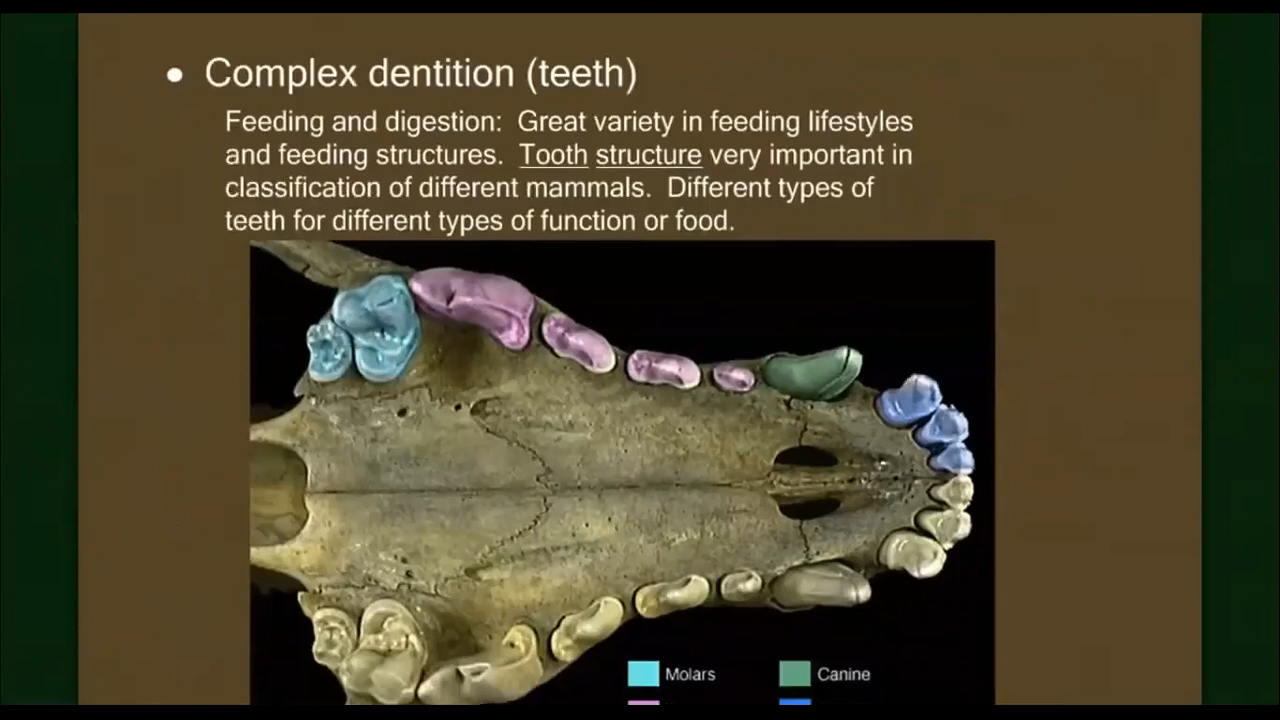 • Complex dentition (teeth)
Feeding and digestion: Great variety in feeding lifestyles
and feeding structures. Tooth structure very important in
classification of different mammals. Different types of
teeth for different types of function or food.
Molars
Canine